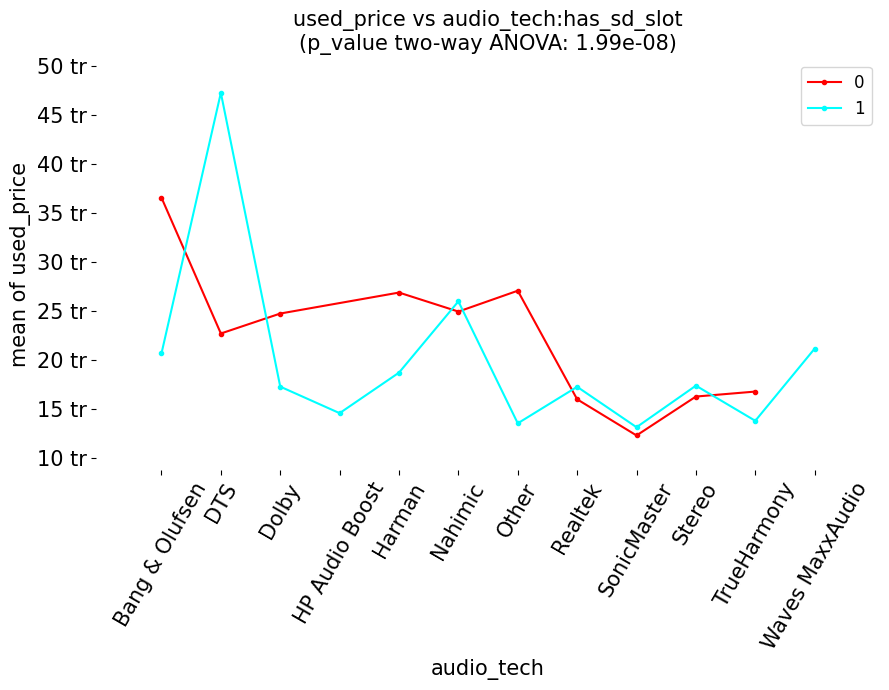 used_price vs audio_tech:has_sd_slot
(p_value two-way ANOVA: 1.99e-08)
0
1
50 tr
45 tr
40 tr
35 tr
30 tr
25 tr
20 tr
15 tr
10 tr
mean of used_price
Bang & Olufsen
DTS
Dolby
HP Audio Boost
Harman
Nahimic
Other
Realtek
SonicMaster
Stereo
TrueHarmony
Waves MaxxAudio
audio_tech